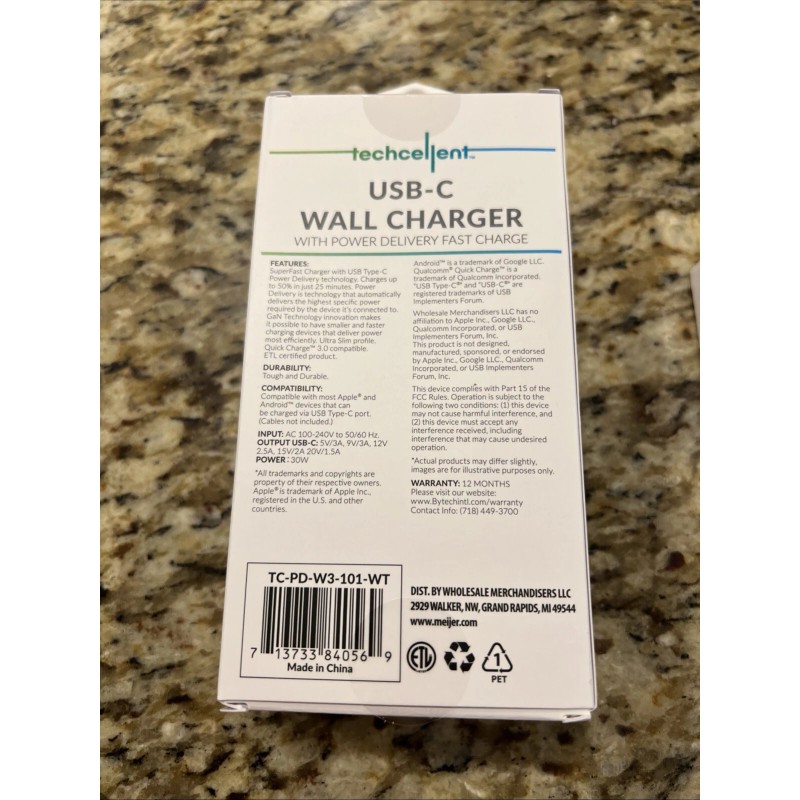 techcellent™
USB-C
WALL CHARGER
WITH POWER DELIVERY FAST CHARGE
FEATURES:
SuperFast Charger with USB Type-C
Power Delivery technology. Charges up
to 50% in just 25 minutes. Power
Delivery is technology that automatically
delivers the highest specific power
required by the device it's connected to.
GaN Technology innovation makes
it possible to have smaller and faster
charging devices that deliver power
most efficiently. Ultra Slim profile.
Quick Charge™ 3.0 compatible.
ETL certified product.
DURABILITY:
Tough and Durable.
COMPATIBILITY:
Compatible with most Apple® and
Android™ devices that can
be charged via USB Type-C port.
(Cables not included.)
INPUT: AC 100-240V to 50/60 Hz.
OUTPUT USB-C: 5V/3A, 9V/3A, 12V
2.5A, 15V/2A 20V/1.5A
POWER: 30W
*All trademarks and copyrights are
property of their respective owners.
Apple® is trademark of Apple Inc.,
registered in the U.S. and other
countries.
Android™ is a trademark of Google LLC.
Qualcomm® Quick Charge™ is a
trademark of Qualcomm Incorporated.
"USB Type-C®" and "USB-C®" are
registered trademarks of USB
Implementers Forum.
Wholesale Merchandisers LLC has no
affiliation to Apple Inc., Google LLC.,
Qualcomm Incorporated, or USB
Implementers Forum, Inc.
This product is not designed,
manufactured, sponsored, or endorsed
by Apple Inc., Google LLC., Qualcomm
Incorporated, or USB Implementers
Forum, Inc.
This device complies with Part 15 of the
FCC Rules. Operation is subject to the
following two conditions: (1) this device
may not cause harmful interference, and
(2) this device must accept any
interference received, including
interference that may cause undesired
operation.
*Actual products may differ slightly,
images are for illustrative purposes only.
WARRANTY: 12 MONTHS
Please visit our website:
www.Bytechintl.com/warranty
Contact Info: (718) 449-3700
TC-PD-W3-101-WT
7 13733 84056 9
Made in China
DIST. BY WHOLESALE MERCHANDISERS LLC
2929 WALKER, NW, GRAND RAPIDS, MI 49544
www.meijer.com
ETL
1
PET